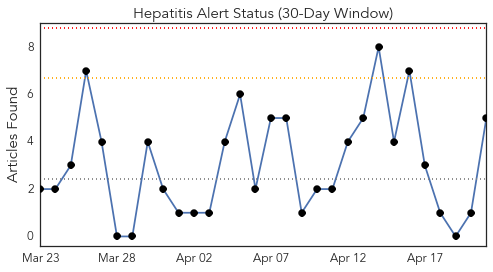 Hepatitis Alert Status (30-Day Window)
Articles Found
8
6
4
2
0
Mar 23 Mar 28 Apr 02 Apr 07 Apr 12 Apr 17